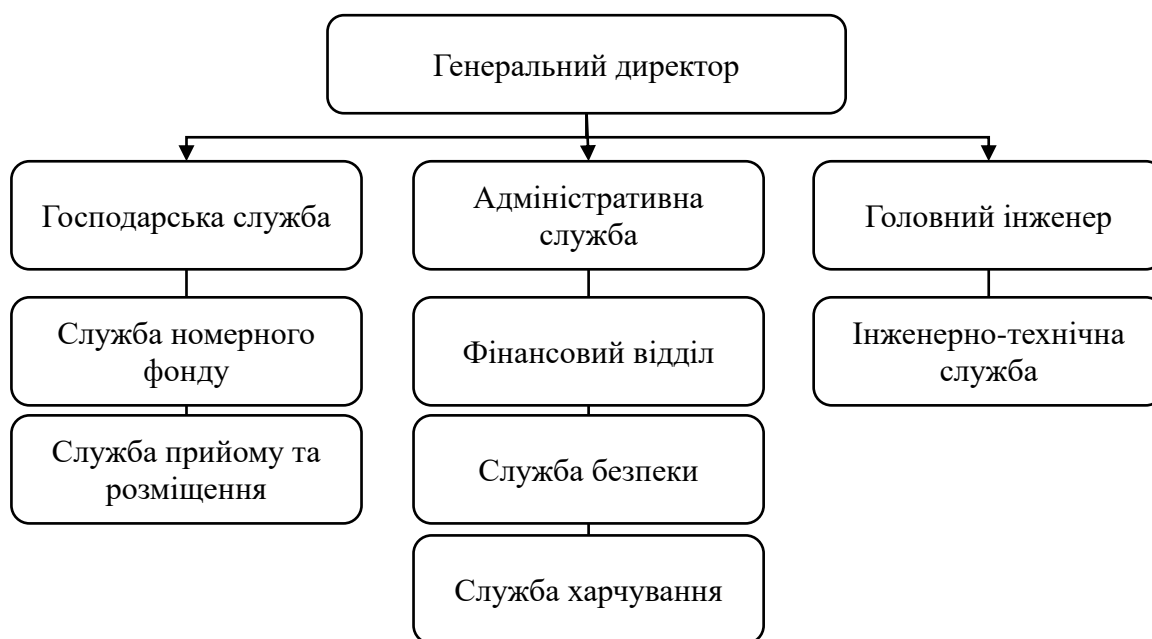 Генеральний директор
Господарська служба
Адміністративна
служба
Головний інженер
Служба номерного
фонду
Фінансовий відділ
Інженерно-технічна
служба
Служба прийому та
розміщення
Служба безпеки
Служба харчування